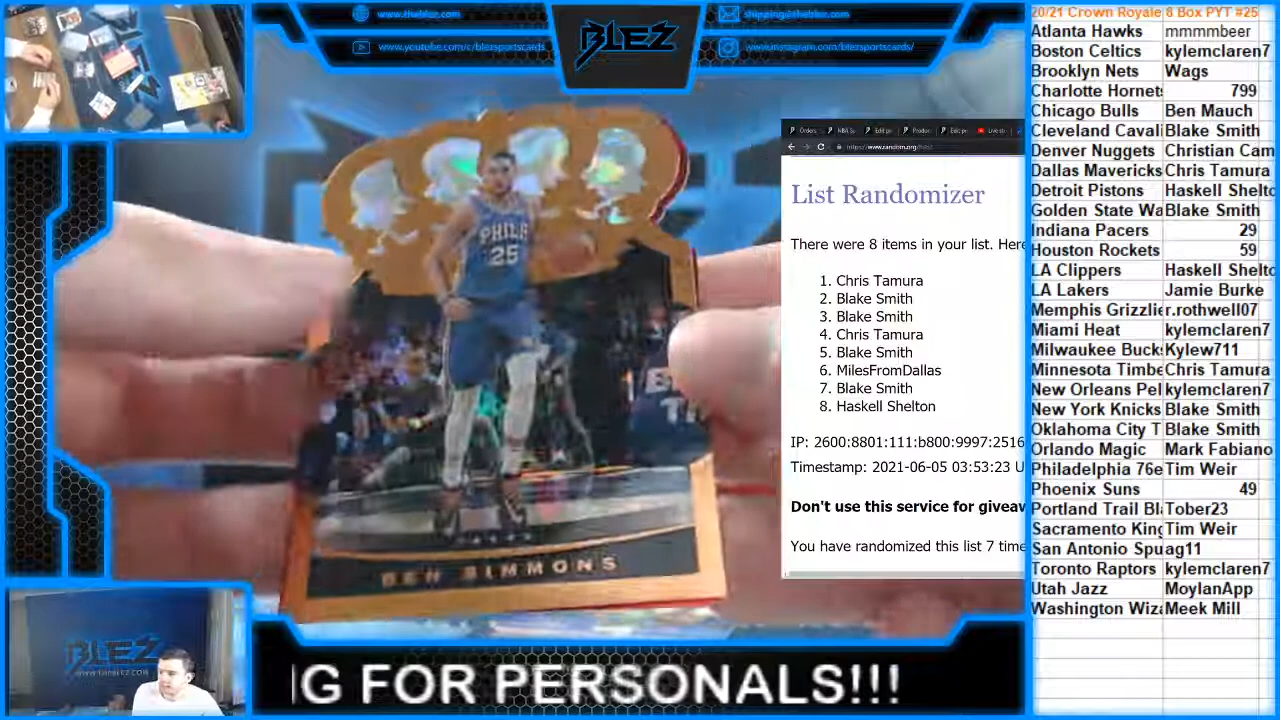 www.theblez.com
shipping@theblez.com
www.youtube.com/c/blezsportscards
www.instagram.com/blezsportscards/
BLEZ
PHILA
25
BEN SIMMONS
List Randomizer
There were 8 items in your list. Here
1. Chris Tamura
2. Blake Smith
3. Blake Smith
4. Chris Tamura
5. Blake Smith
6. MilesFromDallas
7. Blake Smith
8. Haskell Shelton
IP: 2600:8801:111:b800:9997:2516
Timestamp: 2021-06-05 03:53:23 U
Don't use this service for giveaw
You have randomized this list 7 time
20/21 Crown Royale 8 Box PYT #25
Atlanta Hawks mmmmbeer
Boston Celtics kylemclaren7
Brooklyn Nets Wags
Charlotte Hornets 799
Chicago Bulls Ben Mauch
Cleveland Cavali Blake Smith
Denver Nuggets Christian Cam
Dallas Mavericks Chris Tamura
Detroit Pistons Haskell Shelto
Golden State Wa Blake Smith
Indiana Pacers 29
Houston Rockets 59
LA Clippers Haskell Shelto
LA Lakers Jamie Burke
Memphis Grizzlie r.rothwell07
Miami Heat kylemclaren7
Milwaukee Bucks Kylew711
Minnesota Timbe Chris Tamura
New Orleans Pel kylemclaren7
New York Knicks Blake Smith
Oklahoma City T Blake Smith
Orlando Magic Mark Fabiano
Philadelphia 76e Tim Weir
Phoenix Suns 49
Portland Trail Bla Tober23
Sacramento King Tim Weir
San Antonio Spu ag11
Toronto Raptors kylemclaren7
Utah Jazz MoylanApp
Washington Wiza Meek Mill
BLEZ
G FOR PERSONALS!!!